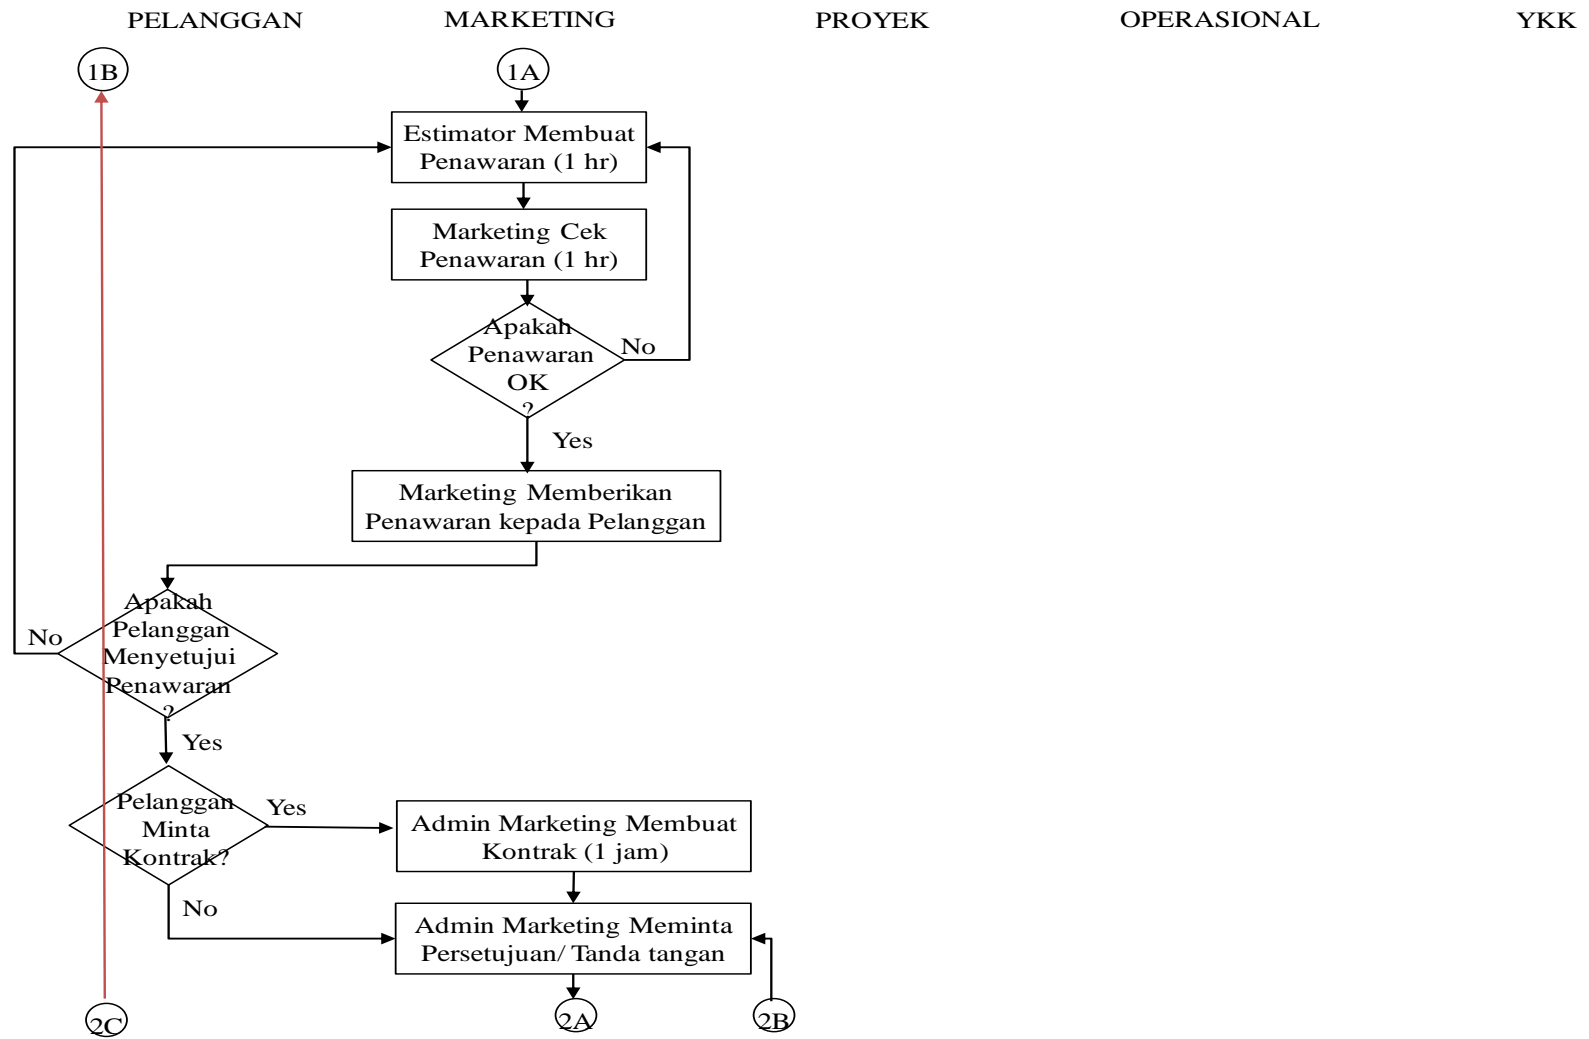 PELANGGAN MARKETING PROYEK OPERASIONAL YKK
1B 1A
Estimator Membuat
Penawaran (1 hr)
Marketing Cek
Penawaran (1 hr)
Apakah
Penawaran
OK
?
No
Yes
Marketing Memberikan
Penawaran kepada Pelanggan
Apakah
Pelanggan
Menyetujui
Penawaran
?
No
Yes
Pelanggan
Minta
Kontrak?
Yes
No
Admin Marketing Membuat
Kontrak (1 jam)
Admin Marketing Meminta
Persetujuan/ Tanda tangan
2C 2A 2B